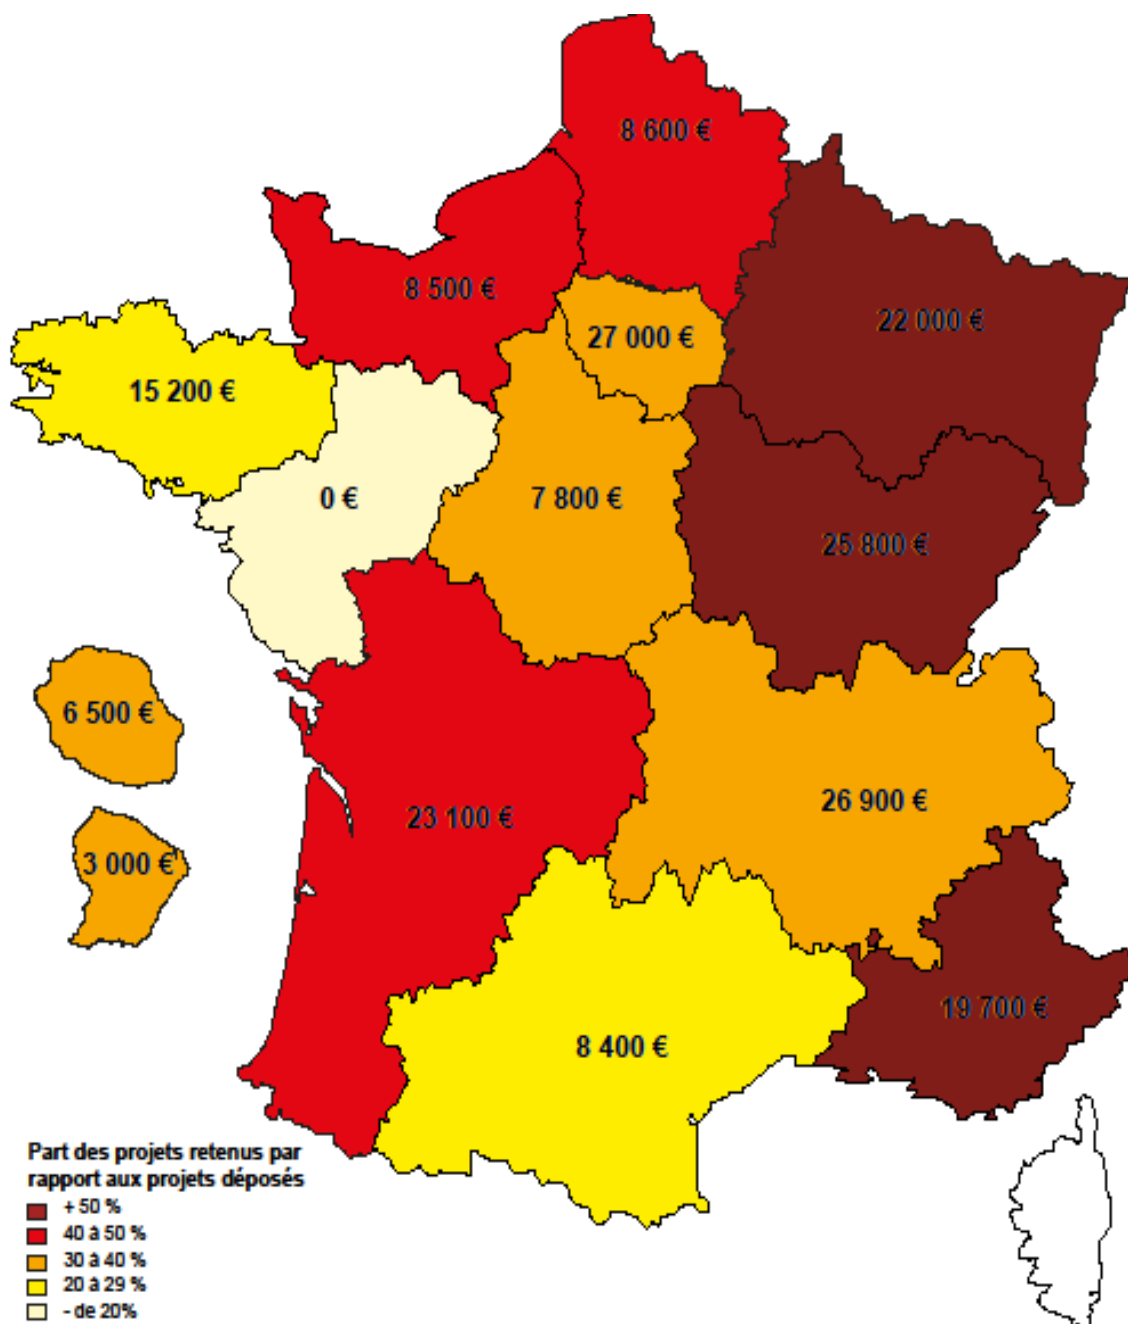 8 600 €
8 500 €
27 000 €
22 000 €
15 200 €
0 €
7 800 €
25 800 €
6 500 €
3 000 €
23 100 €
26 900 €
19 700 €
8 400 €
Part des projets retenus par
rapport aux projets déposés
+ 50 %
40 à 50 %
30 à 40 %
20 à 29 %
- de 20%